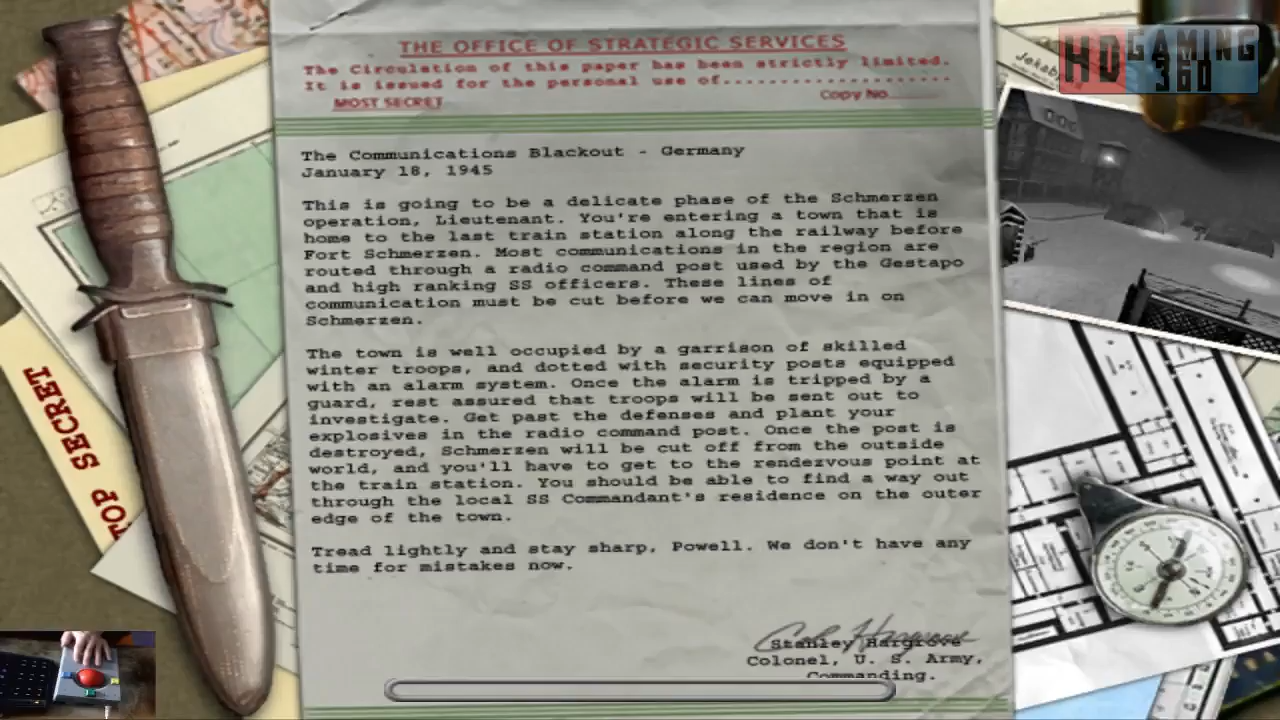 THE OFFICE OF STRATEGIC SERVICES
The Circulation of this paper has been strictly limited.
It is issued for the personal use of.....................
MOST SECRET
Copy No.......
The Communications Blackout - Germany
January 18, 1945
This is going to be a delicate phase of the Schmerzen
operation, Lieutenant. You're entering a town that is
home to the last train station along the railway before
Fort Schmerzen. Most communications in the region are
routed through a radio command post used by the Gestapo
and high ranking SS officers. These lines of
communication must be cut before we can move in on
Schmerzen.
The town is well occupied by a garrison of skilled
winter troops, and dotted with security posts equipped
with an alarm system. Once the alarm is tripped by a
guard, rest assured that troops will be sent out to
investigate. Get past the defenses and plant your
explosives in the radio command post. Once the post is
destroyed, Schmerzen will be cut off from the outside
world, and you'll have to get to the rendezvous point at
the train station. You should be able to find a way out
through the local SS Commandant's residence on the outer
edge of the town.
Tread lightly and stay sharp, Powell. We don't have any
time for mistakes now.
Stanley Hargrove
Colonel, U. S. Army,
Commanding.
TOP SECRET
HD GAMING
360